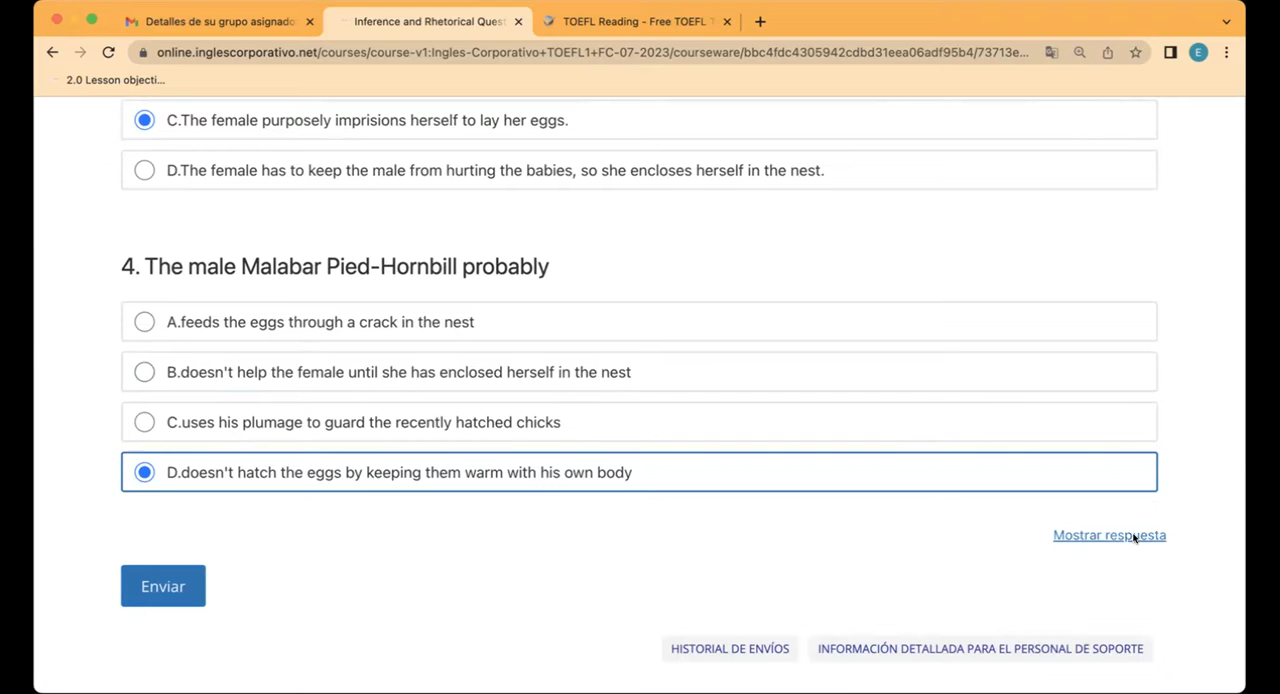 Detalles de su grupo asignado
Inference and Rhetorical Quest
TOEFL Reading - Free TOEFL T
online.inglescorporativo.net/courses/course-v1:Ingles-Corporativo+TOEFL1+FC-07-2023/courseware/bbc4fdc4305942cdbd31eea06adf95b4/73713e...
E
2.0 Lesson objecti...
C.The female purposely imprisions herself to lay her eggs.
D.The female has to keep the male from hurting the babies, so she encloses herself in the nest.
4. The male Malabar Pied-Hornbill probably
A.feeds the eggs through a crack in the nest
B.doesn't help the female until she has enclosed herself in the nest
C.uses his plumage to guard the recently hatched chicks
D.doesn't hatch the eggs by keeping them warm with his own body
Mostrar respuesta
Enviar
HISTORIAL DE ENVÍOS
INFORMACIÓN DETALLADA PARA EL PERSONAL DE SOPORTE